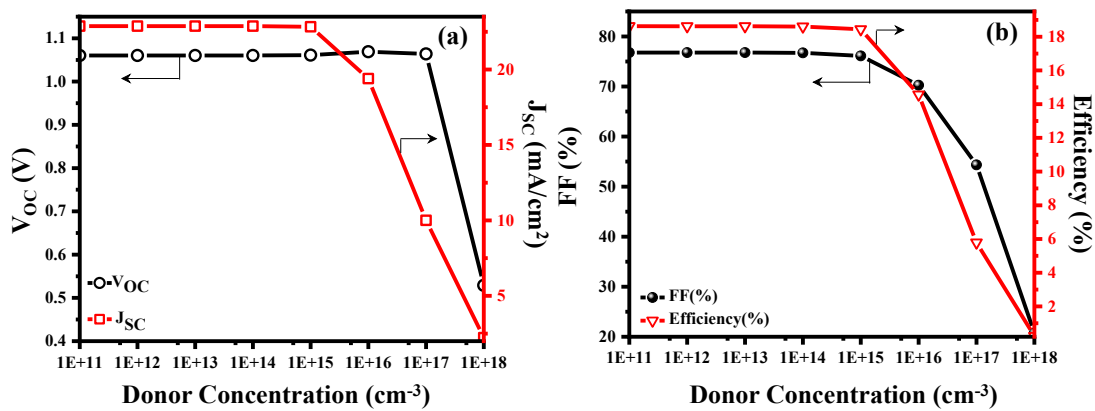 (a)
1.1
1.0
0.9
0.8
0.7
0.6
0.5
0.4
V_OC (V)
20
15
10
5
J_SC (mA/cm²)
V_OC
J_SC
1E+11 1E+12 1E+13 1E+14 1E+15 1E+16 1E+17 1E+18
Donor Concentration (cm⁻³)
(b)
80
70
60
50
40
30
20
(%) FF
18
16
14
12
10
8
6
4
2
Efficiency (%)
FF(%)
Efficiency(%)
1E+11 1E+12 1E+13 1E+14 1E+15 1E+16 1E+17 1E+18
Donor Concentration (cm⁻³)